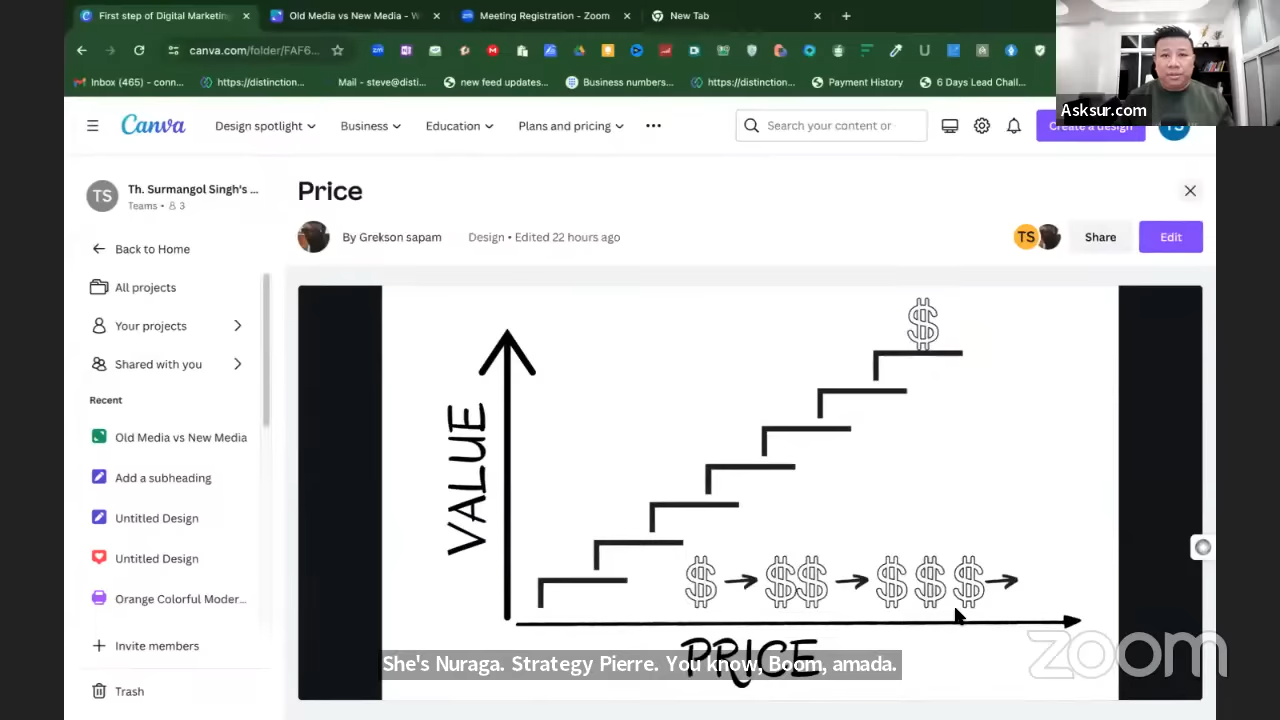 First step of Digital Marketing
Old Media vs New Media - W
Meeting Registration - Zoom
New Tab
canva.com/folder/FAF6...
Inbox (465) - conn...
https://distinction...
Mail - steve@disti...
new feed updates...
Business numbers...
https://distinction...
Payment History
6 Days Lead Chall...
Asksur.com
Canva
Design spotlight
Business
Education
Plans and pricing
Search your content or
Create a design
TS
TS
Th. Surmangol Singh's ...
Teams • 3
Back to Home
All projects
Your projects
Shared with you
Recent
Old Media vs New Media
Add a subheading
Untitled Design
Untitled Design
Orange Colorful Moder...
Invite members
Trash
Price
By Grekson sapam
Design • Edited 22 hours ago
TS
Share
Edit
$
VALUE
$ → $$ → $$$ →
PRICE
She's Nuraga. Strategy Pierre. You know, Boom, amada.
zoom